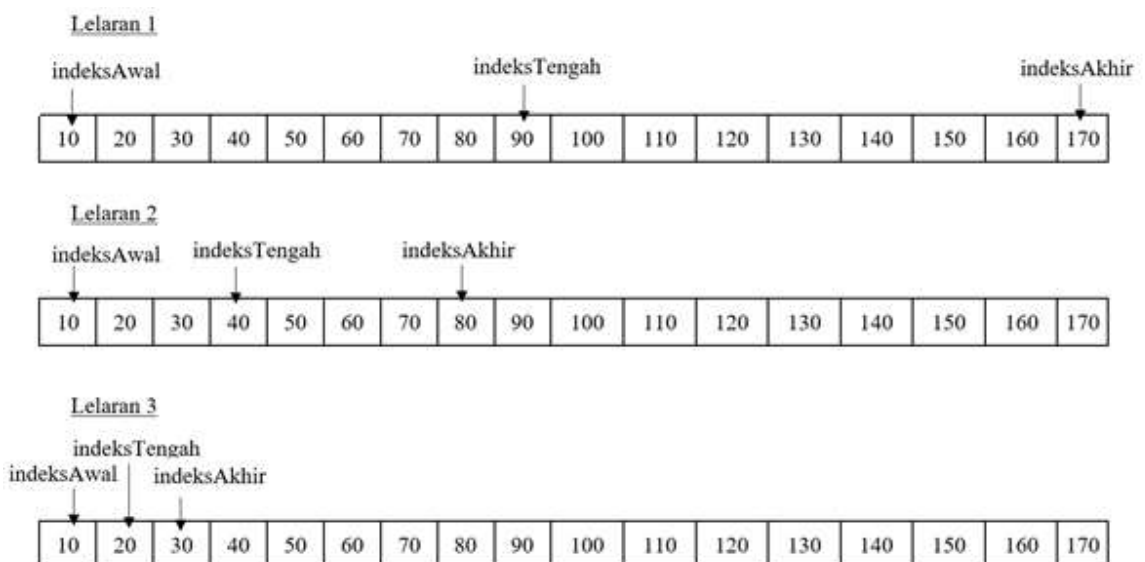 Lelaran 1
indeksAwal indeksTengah indeksAkhir
10 20 30 40 50 60 70 80 90 100 110 120 130 140 150 160 170
Lelaran 2
indeksAwal indeksTengah indeksAkhir
10 20 30 40 50 60 70 80 90 100 110 120 130 140 150 160 170
Lelaran 3
indeksTengah
indeksAwal indeksAkhir
10 20 30 40 50 60 70 80 90 100 110 120 130 140 150 160 170